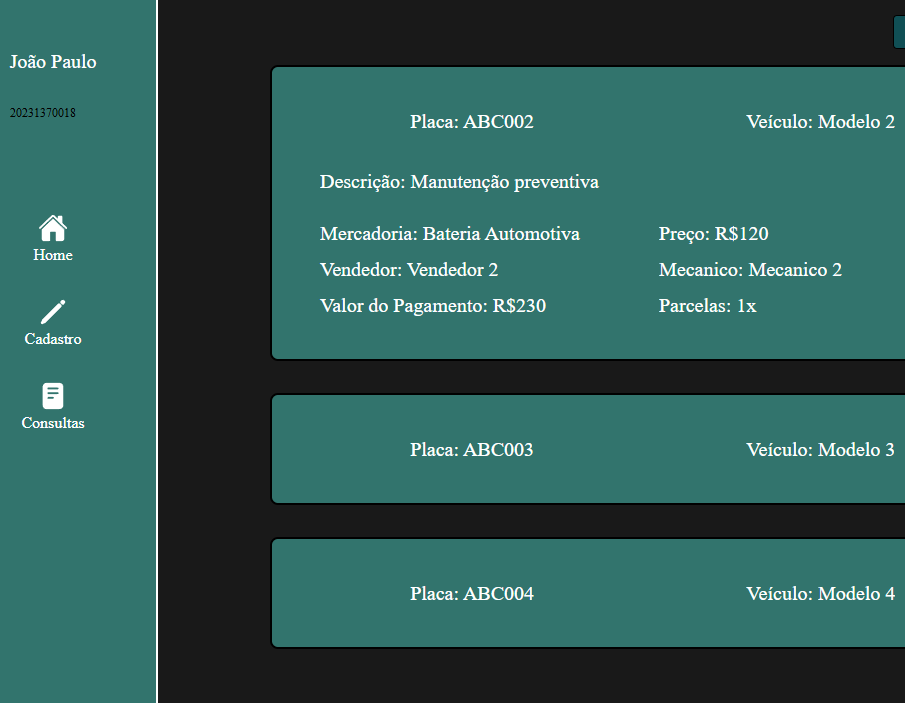 João Paulo
20231370018
Home
Cadastro
Consultas
Placa: ABC002 Veículo: Modelo 2
Descrição: Manutenção preventiva
Mercadoria: Bateria Automotiva Preço: R$120
Vendedor: Vendedor 2 Mecanico: Mecanico 2
Valor do Pagamento: R$230 Parcelas: 1x
Placa: ABC003 Veículo: Modelo 3
Placa: ABC004 Veículo: Modelo 4